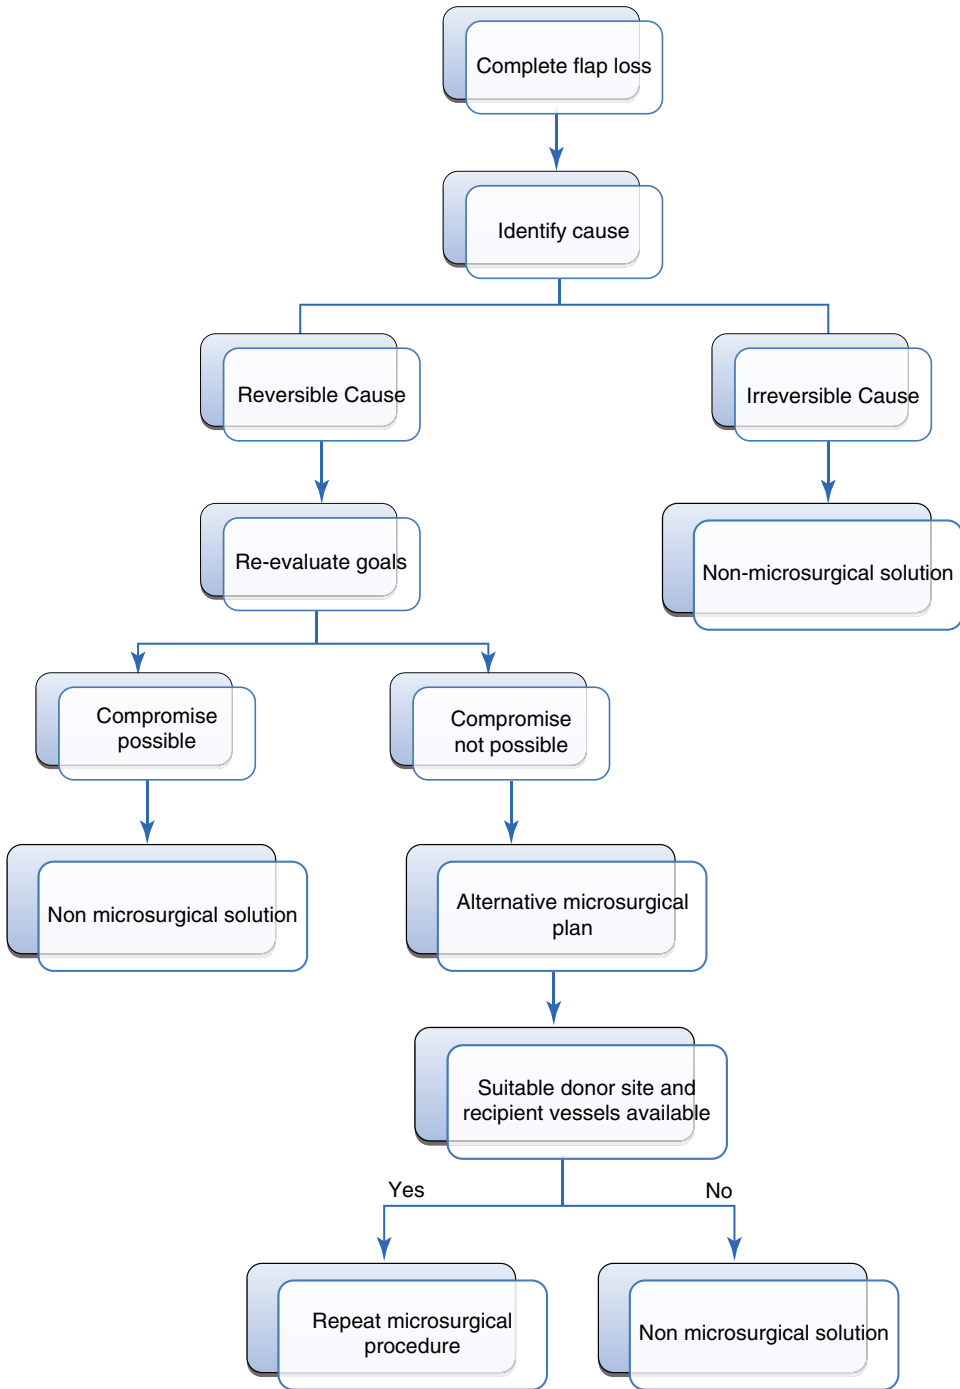 Complete flap loss
Identify cause
Reversible Cause
Irreversible Cause
Re-evaluate goals
Non-microsurgical solution
Compromise
possible
Compromise
not possible
Non microsurgical solution
Alternative microsurgical
plan
Suitable donor site and
recipient vessels available
Yes
No
Repeat microsurgical
procedure
Non microsurgical solution